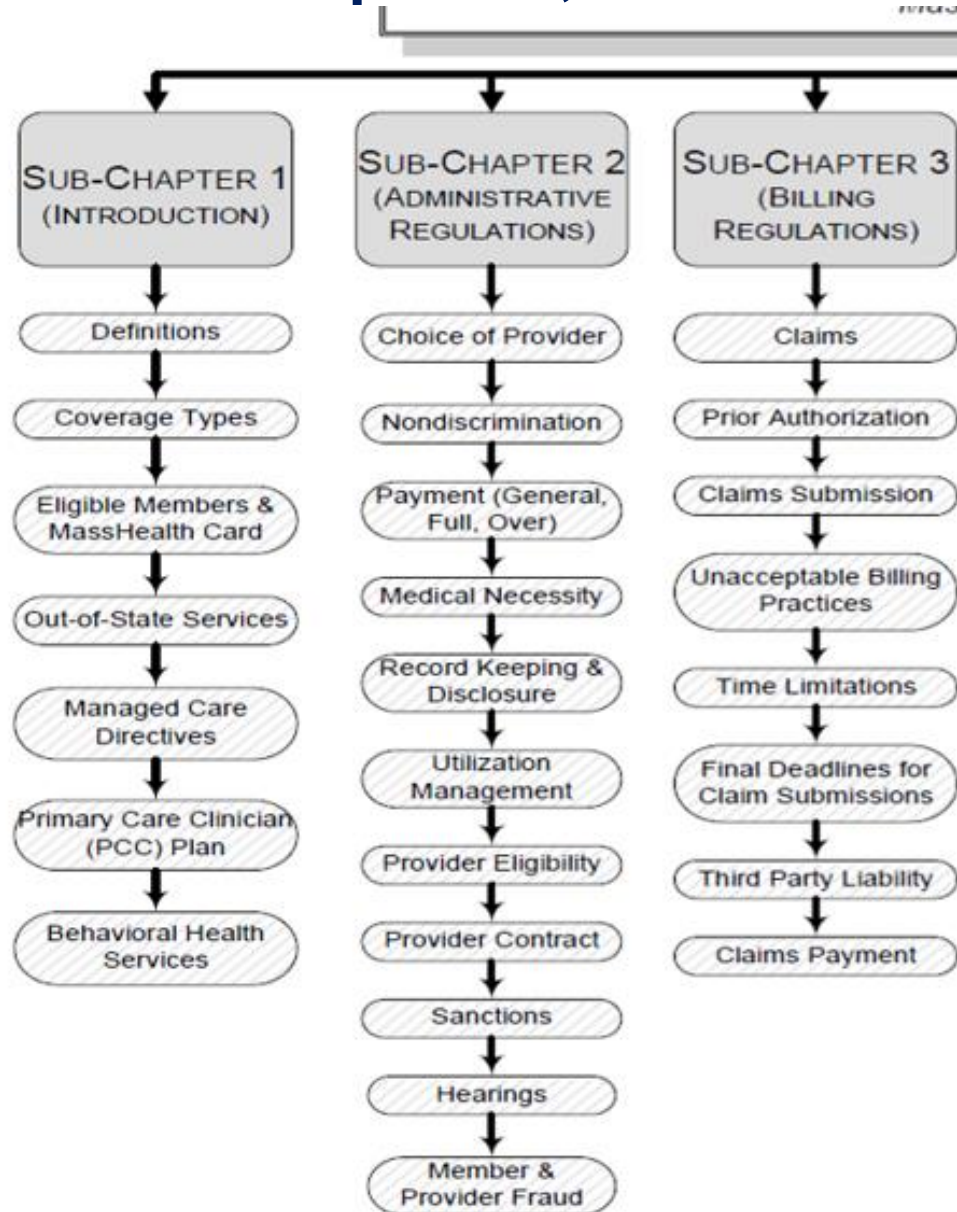 SUB-CHAPTER 1
(INTRODUCTION)
Definitions
Coverage Types
Eligible Members &
MassHealth Card
Out-of-State Services
Managed Care
Directives
Primary Care Clinician
(PCC) Plan
Behavioral Health
Services
SUB-CHAPTER 2
(ADMINISTRATIVE
REGULATIONS)
Choice of Provider
Nondiscrimination
Payment (General,
Full, Over)
Medical Necessity
Record Keeping &
Disclosure
Utilization
Management
Provider Eligibility
Provider Contract
Sanctions
Hearings
Member &
Provider Fraud
SUB-CHAPTER 3
(BILLING
REGULATIONS)
Claims
Prior Authorization
Claims Submission
Unacceptable Billing
Practices
Time Limitations
Final Deadlines for
Claim Submissions
Third Party Liability
Claims Payment